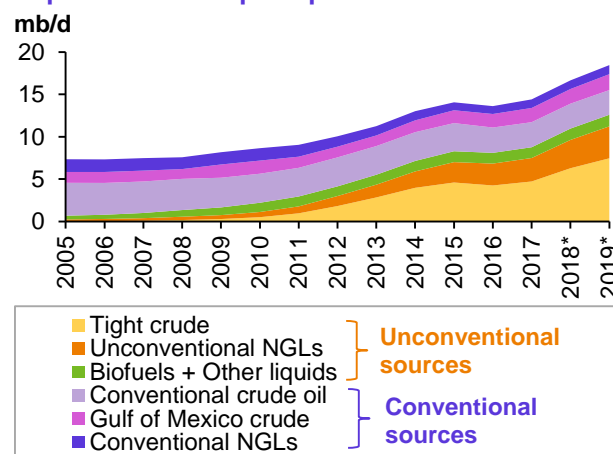 mb/d
20
15
10
5
0
2005
2006
2007
2008
2009
2010
2011
2012
2013
2014
2015
2016
2017
2018*
2019*
Tight crude
Unconventional NGLs
Biofuels + Other liquids
Unconventional
sources
Conventional crude oil
Gulf of Mexico crude
Conventional NGLs
Conventional
sources